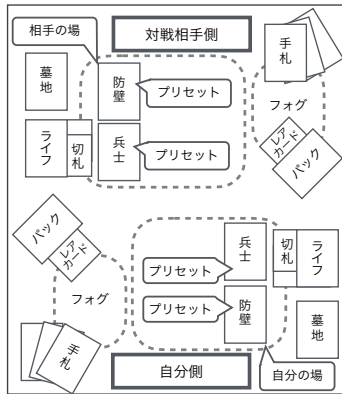 相手の場
対戦相手側
手札
墓地
防壁
プリセット
フォグ
ライフ
切札
兵士
プリセット
レアカード
パック
パック
レアカード
兵士
切札
ライフ
プリセット
フォグ
プリセット
防壁
墓地
手札
自分側
自分の場